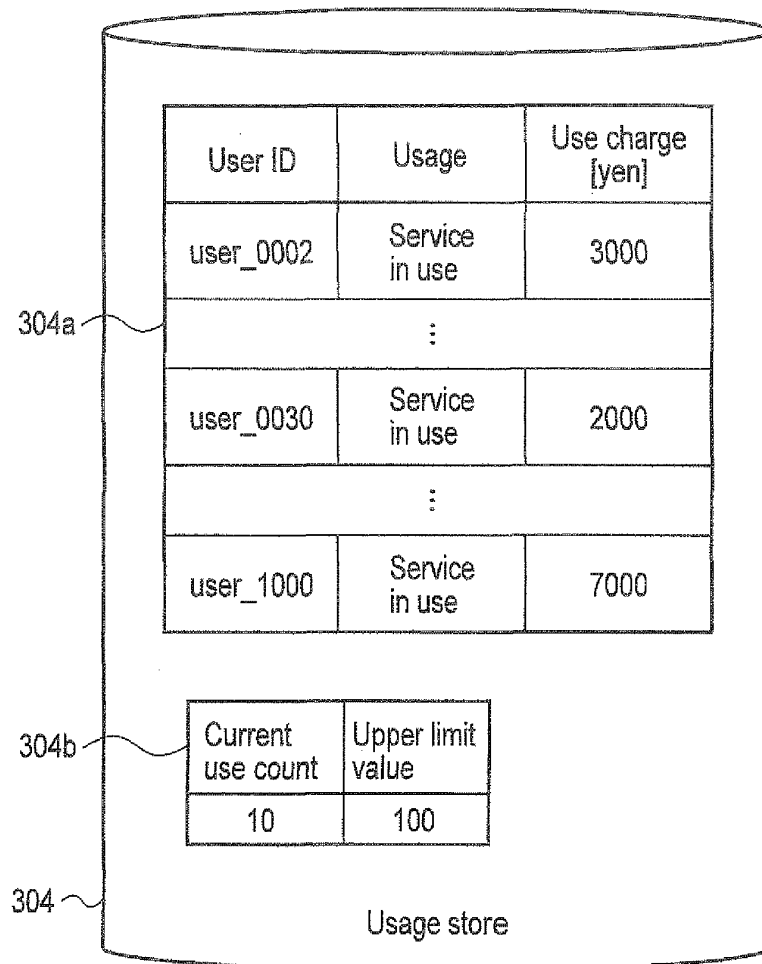 User ID Usage Use charge
[yen]
user_0002 Service
in use 3000
304a
⋮
user_0030 Service
in use 2000
⋮
user_1000 Service
in use 7000
304b
Current
use count Upper limit
value
10 100
304
Usage store